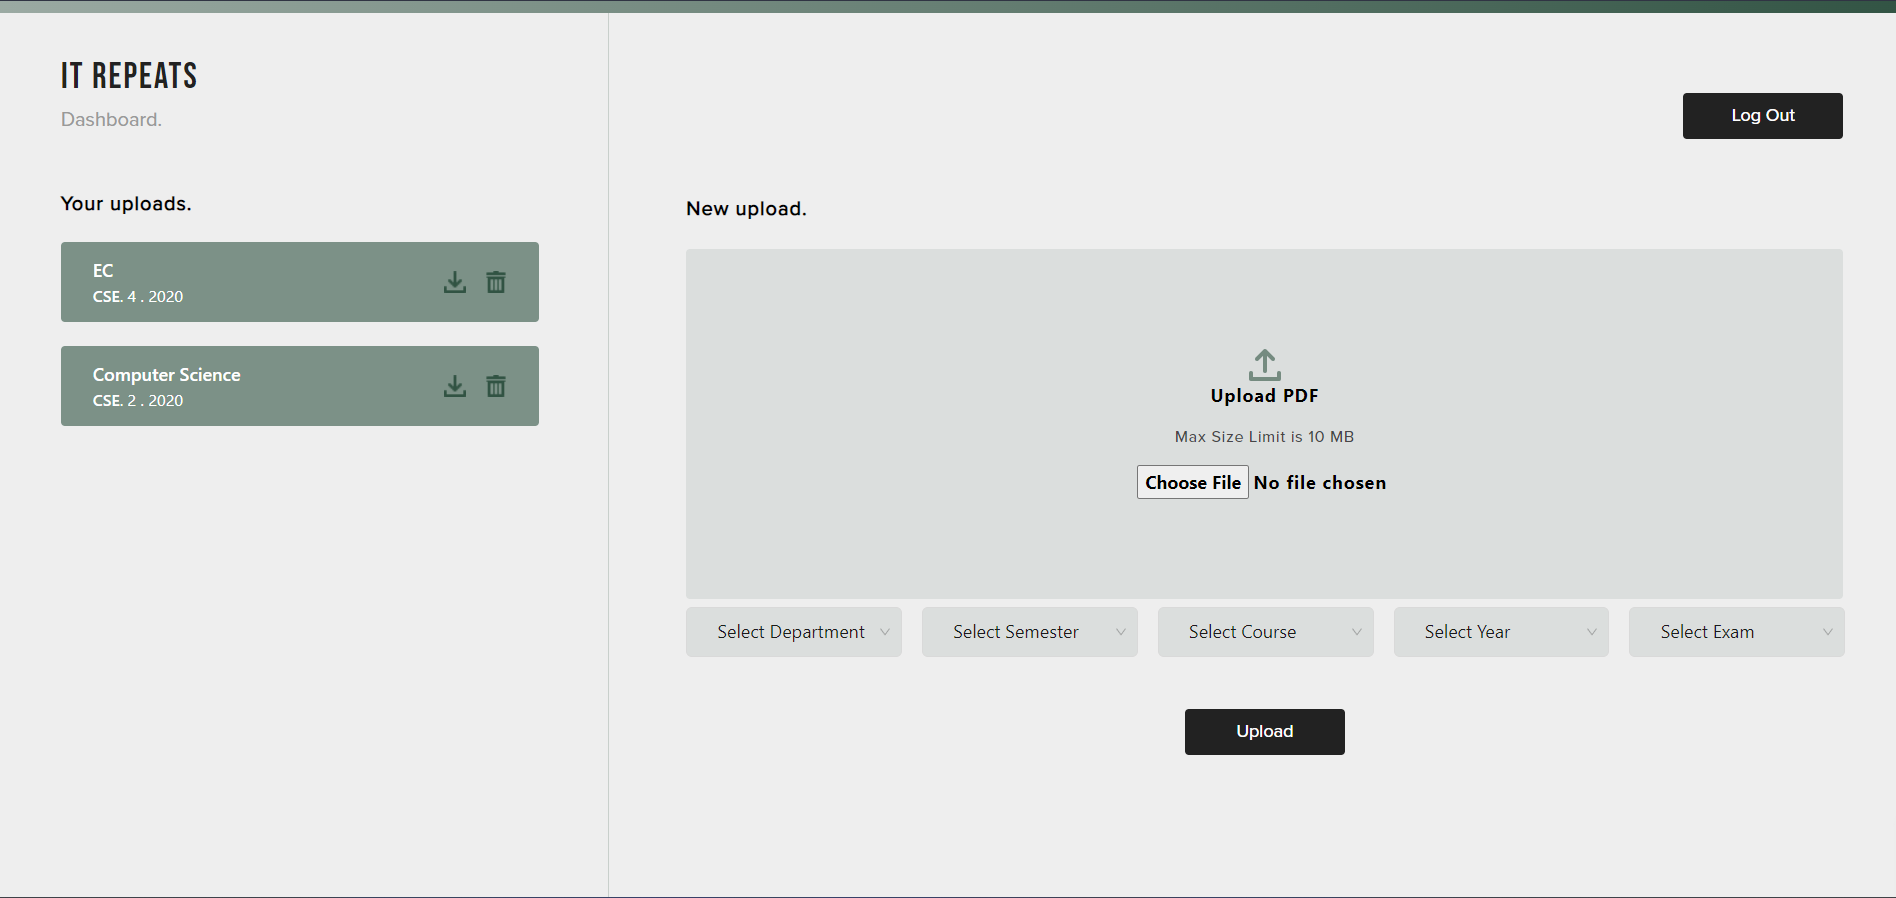 IT REPEATS
Dashboard.
Your uploads.
EC
CSE. 4 . 2020
Computer Science
CSE. 2 . 2020
Log Out
New upload.
Upload PDF
Max Size Limit is 10 MB
Choose File No file chosen
Select Department Select Semester Select Course Select Year Select Exam
Upload